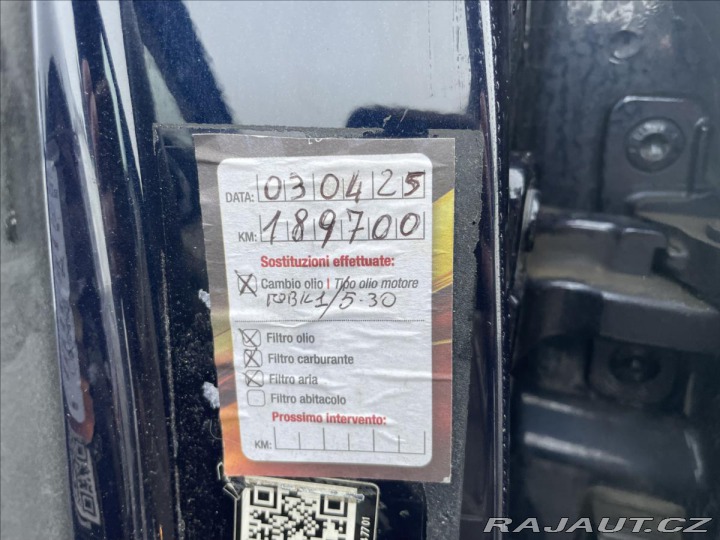 DATA: 030425
KM: 189700
Sostituzioni effettuate:
Cambio olio | Tipo olio motore
MOBIL 1/5-30
Filtro olio
Filtro carburante
Filtro aria
Filtro abitacolo
Prossimo intervento:
KM:
RAJAUT.CZ